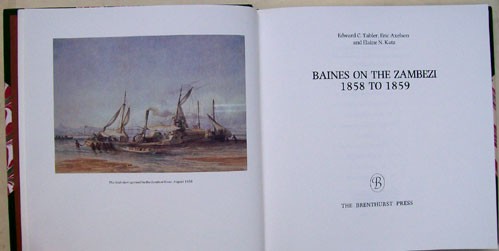 Edward C. Tabler, Eric Axelson
and Elaine N. Katz
BAINES ON THE ZAMBEZI
1858 TO 1859
B
THE BRENTHURST PRESS